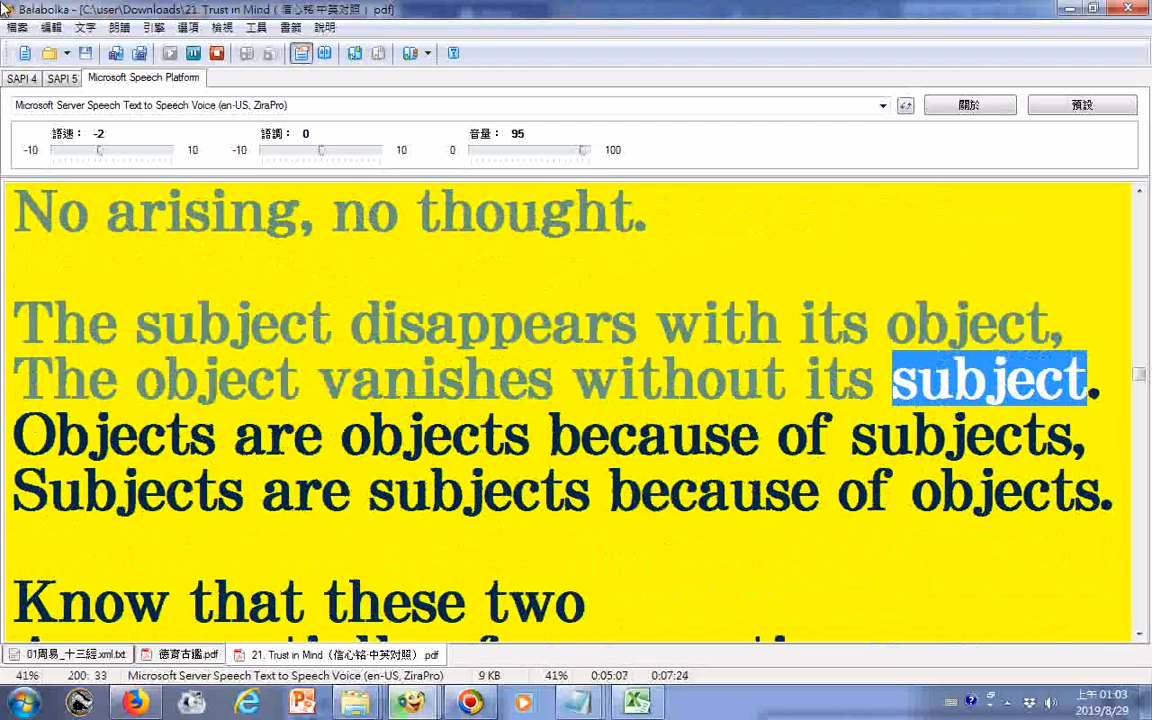 Balabolka - [C:\user\Downloads\21. Trust in Mind（信心铭·中英对照）.pdf]
檔案 編輯 文字 朗讀 引擎 選項 檢視 工具 書籤 說明
SAPI 4 SAPI 5 Microsoft Speech Platform
Microsoft Server Speech Text to Speech Voice (en-US, ZiraPro) 關於 預設
語速： -2 語調： 0 音量： 95
-10 10 -10 10 0 100
No arising, no thought.
The subject disappears with its object,
The object vanishes without its subject.
Objects are objects because of subjects,
Subjects are subjects because of objects.
Know that these two
01周易_十三經.xml.txt 德育古鑑.pdf 21. Trust in Mind（信心铭·中英对照）.pdf
41% 200: 33 Microsoft Server Speech Text to Speech Voice (en-US, ZiraPro) 9 KB 41% 0:05:07 0:07:24
上午 01:03
2019/8/29